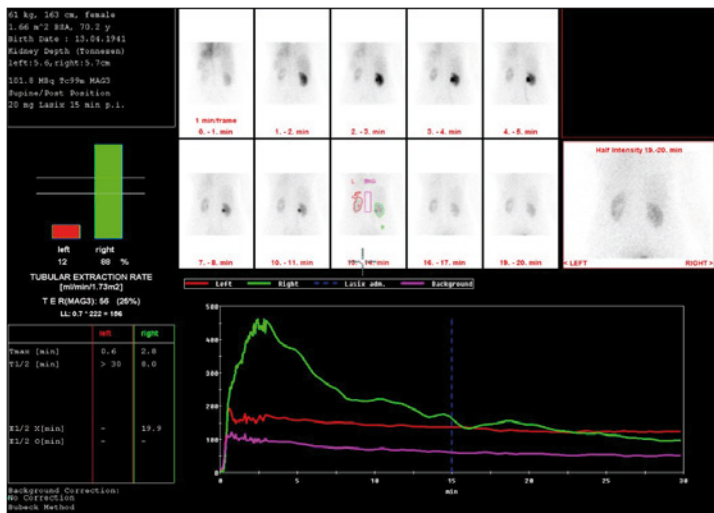 61 kg, 163 cm, female
1.66 m^2 BSA, 70.2 y
Birth Date : 13.04.1941
Kidney Depth (Tonnesen)
left:5.6,right:5.7cm
101.8 MBq Tc99m MAG3
Supine/Post Position
20 mg Lasix 15 min p.i.
1 min/frame
0. -1. min
1. -2. min
2. -3. min
3. -4. min
4. -5. min
L BKG
R
7. -8. min
10. -11. min
13. -14. min
16. -17. min
19. -20. min
Half Intensity 19.-20. min
< LEFT RIGHT >
left right
12 88 %
TUBULAR EXTRACTION RATE
[ml/min/1.73m2]
T E R(MAG3): 56 (25%)
LL: 0.7 * 222 = 156
Left Right Lasix adm. Background
left right
Tmax [min] 0.6 2.8
T1/2 [min] > 30 8.0
E1/2 X[min] - 19.9
E1/2 O[min] - -
Background Correction:
No Correction
Bubeck Method
500
400
300
200
100
0
0 5 10 15 20 25 30
min